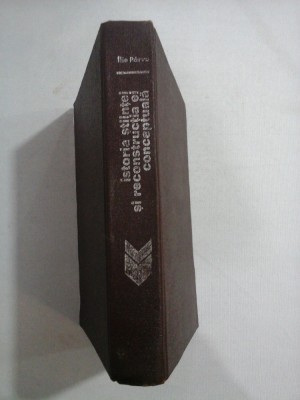 Ilie Pârvu
istoria științei
și reconstrucția ei
conceptuală